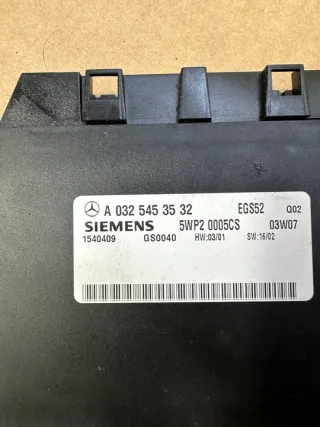 A 032 545 35 32 EGS52 Q02
SIEMENS 5WP2 0005CS 03W07
1540409 GS0040 HW:03/01 SW:16/02